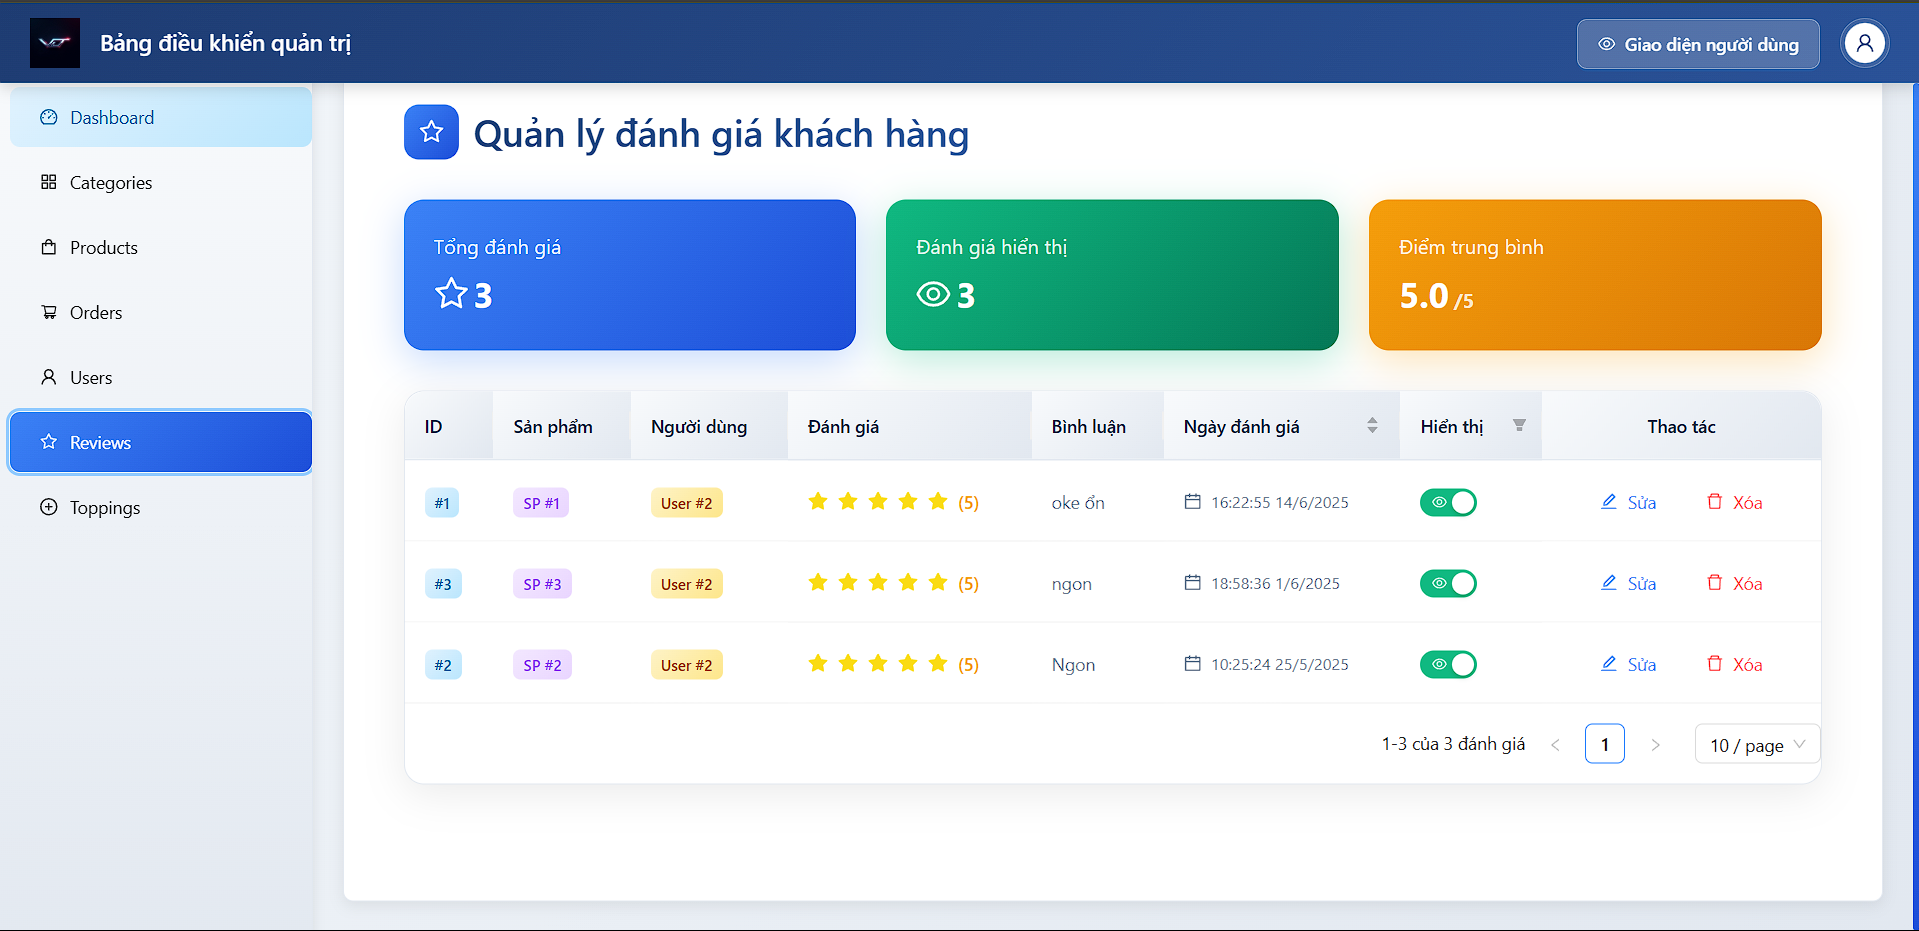 VCT
Bảng điều khiển quản trị
Giao diện người dùng
Dashboard
Categories
Products
Orders
Users
Reviews
Toppings
Quản lý đánh giá khách hàng
Tổng đánh giá
3
Đánh giá hiển thị
3
Điểm trung bình
5.0 /5
ID Sản phẩm Người dùng Đánh giá Bình luận Ngày đánh giá Hiển thị Thao tác
#1 SP #1 User #2 (5) oke ổn 16:22:55 14/6/2025 Sửa Xóa
#3 SP #3 User #2 (5) ngon 18:58:36 1/6/2025 Sửa Xóa
#2 SP #2 User #2 (5) Ngon 10:25:24 25/5/2025 Sửa Xóa
1-3 của 3 đánh giá < 1 > 10 / page